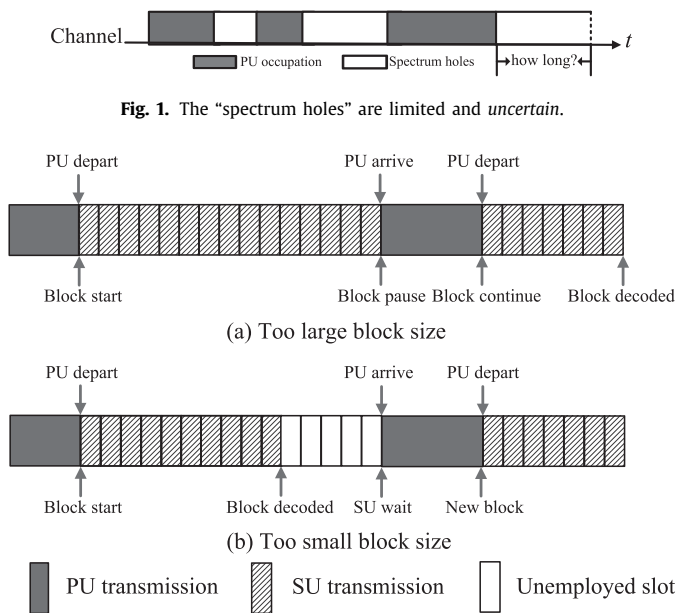 Channel t
PU occupation Spectrum holes how long?
Fig. 1. The “spectrum holes” are limited and uncertain.
PU depart PU arrive PU depart
Block start Block pause Block continue Block decoded
(a) Too large block size
PU depart PU arrive PU depart
Block start Block decoded SU wait New block
(b) Too small block size
PU transmission SU transmission Unemployed slot